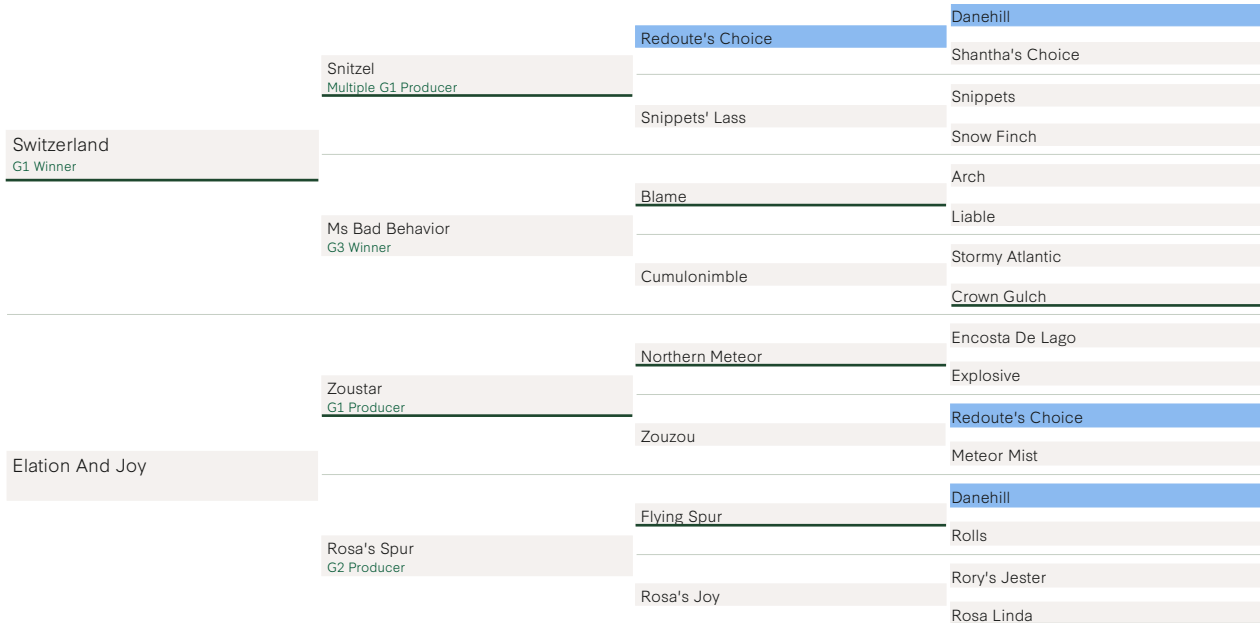 Switzerland
G1 Winner
Elation And Joy
Snitzel
Multiple G1 Producer
Ms Bad Behavior
G3 Winner
Zoustar
G1 Producer
Rosa's Spur
G2 Producer
Redoute's Choice
Snippets' Lass
Blame
Cumulonimble
Northern Meteor
Zouzou
Flying Spur
Rosa's Joy
Danehill
Shantha's Choice
Snippets
Snow Finch
Arch
Liable
Stormy Atlantic
Crown Gulch
Encosta De Lago
Explosive
Redoute's Choice
Meteor Mist
Danehill
Rolls
Rory's Jester
Rosa Linda